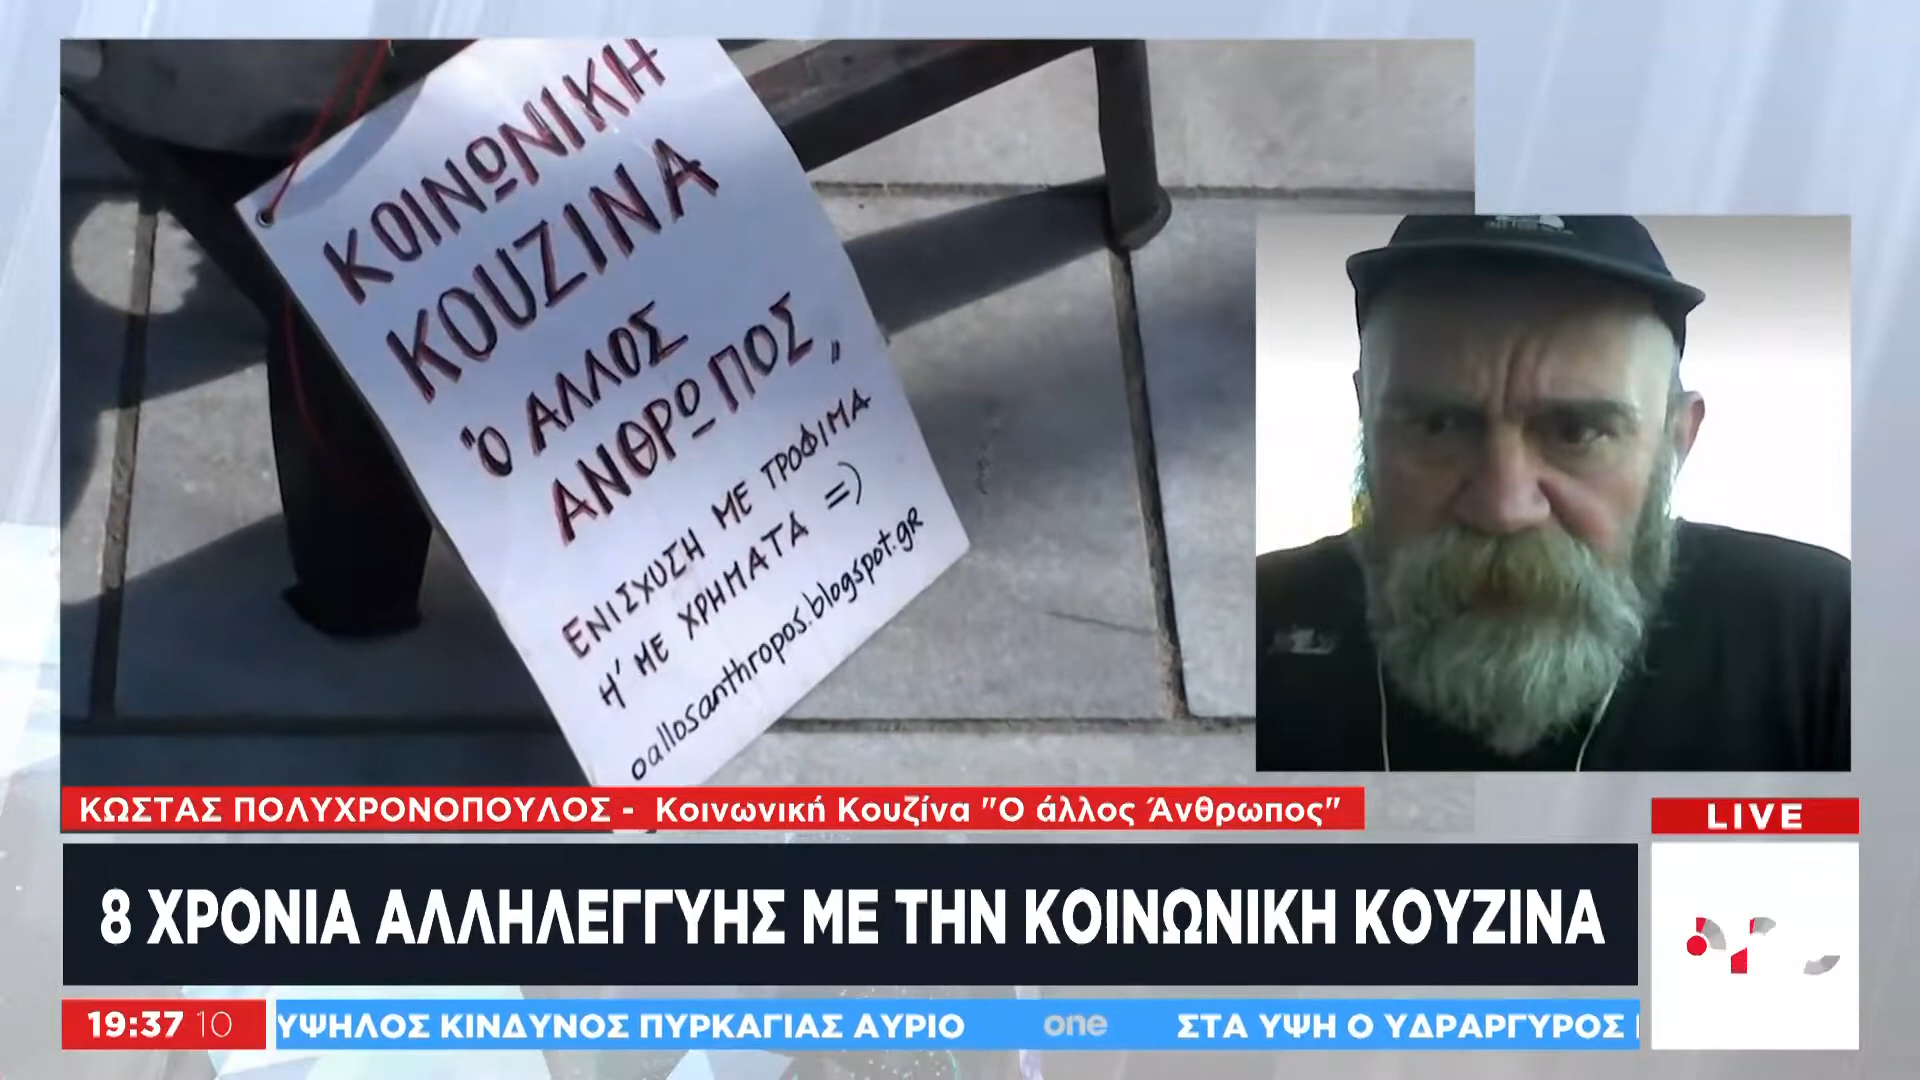 ΚΟΙΝΩΝΙΚΗ
ΚΟΥΖΙΝΑ
"Ο ΑΛΛΟΣ
ΑΝΘΡΩΠΟΣ"
ΕΝΙΣΧΥΣΗ ΜΕ ΤΡΟΦΙΜΑ
Η' ΜΕ ΧΡΗΜΑΤΑ =)
oallosanthropos.blogspot.gr
ΚΩΣΤΑΣ ΠΟΛΥΧΡΟΝΟΠΟΥΛΟΣ - Κοινωνική Κουζίνα "Ο άλλος Άνθρωπος"
LIVE
8 ΧΡΟΝΙΑ ΑΛΛΗΛΕΓΓΥΗΣ ΜΕ ΤΗΝ ΚΟΙΝΩΝΙΚΗ ΚΟΥΖΙΝΑ
19:37 10
ΥΨΗΛΟΣ ΚΙΝΔΥΝΟΣ ΠΥΡΚΑΓΙΑΣ ΑΥΡΙΟ one ΣΤΑ ΥΨΗ Ο ΥΔΡΑΡΓΥΡΟΣ